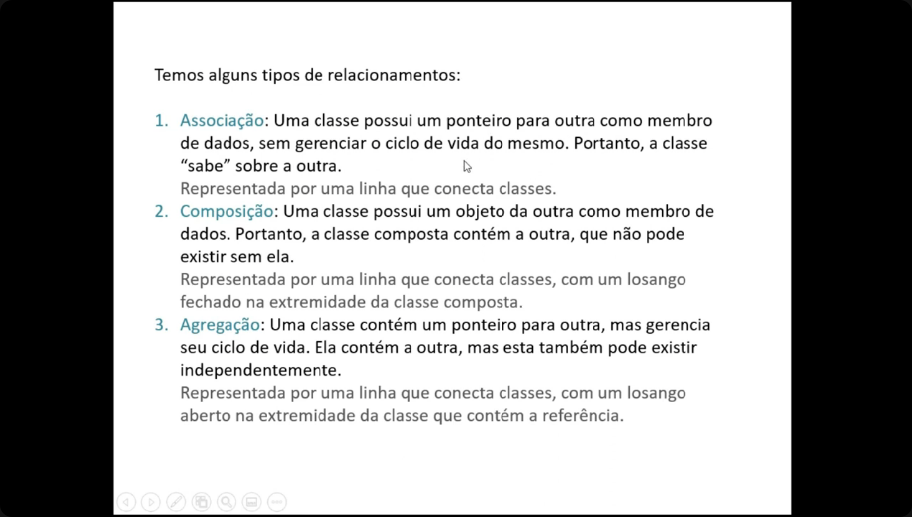 Temos alguns tipos de relacionamentos:
1. Associação: Uma classe possui um ponteiro para outra como membro
de dados, sem gerenciar o ciclo de vida do mesmo. Portanto, a classe
“sabe” sobre a outra.
Representada por uma linha que conecta classes.
2. Composição: Uma classe possui um objeto da outra como membro de
dados. Portanto, a classe composta contém a outra, que não pode
existir sem ela.
Representada por uma linha que conecta classes, com um losango
fechado na extremidade da classe composta.
3. Agregação: Uma classe contém um ponteiro para outra, mas gerencia
seu ciclo de vida. Ela contém a outra, mas esta também pode existir
independentemente.
Representada por uma linha que conecta classes, com um losango
aberto na extremidade da classe que contém a referência.